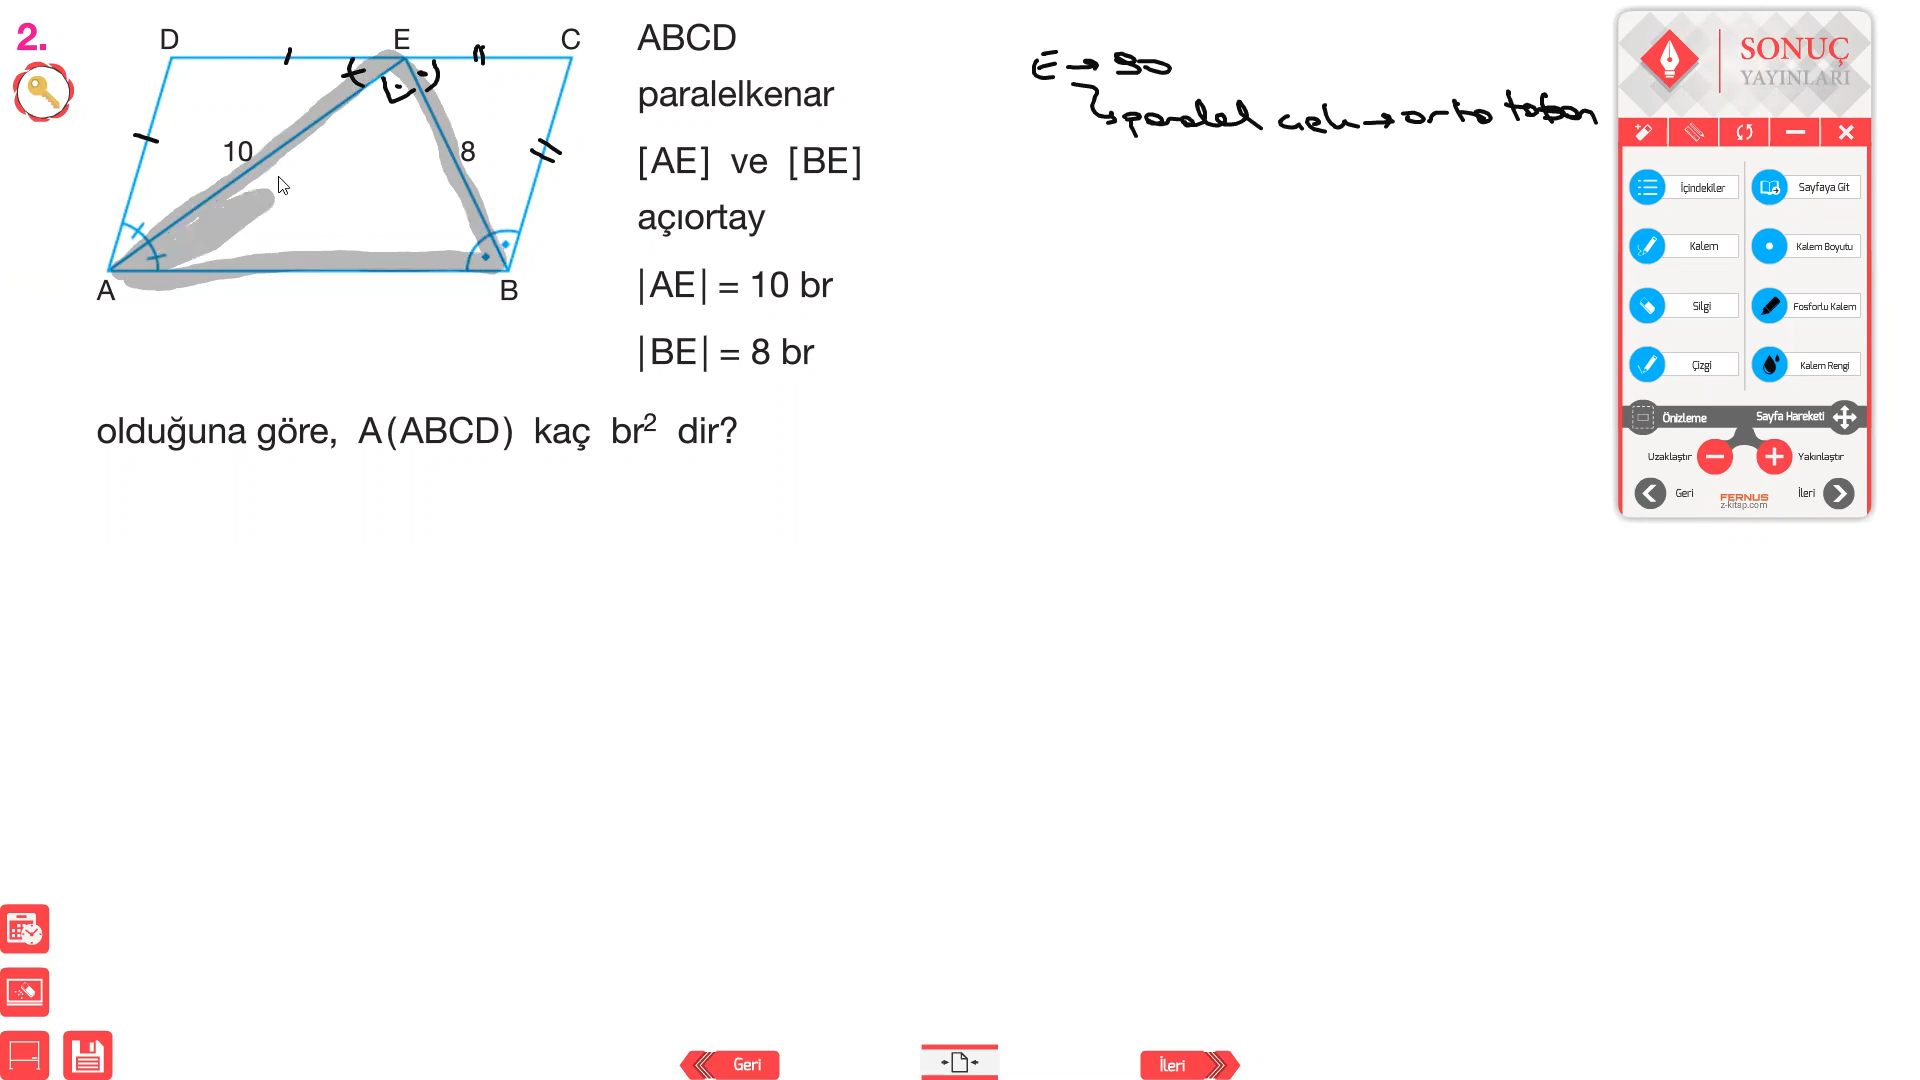 2.
D E C
10
8
A B
ABCD
paralelkenar
[AE] ve [BE]
açıortay
|AE| = 10 br
|BE| = 8 br
olduğuna göre, A(ABCD) kaç br² dir?
E → 90
→ paralel → orta taban
SONUÇ
YAYINLARI
İçindekiler
Sayfaya Git
Kalem
Kalem Boyutu
Silgi
Fosforlu Kalem
Çizgi
Kalem Rengi
Önizleme
Sayfa Hareketi
Uzaklaştır
Yakınlaştır
Geri
FERNUS
z-kitap.com
İleri
Geri
İleri